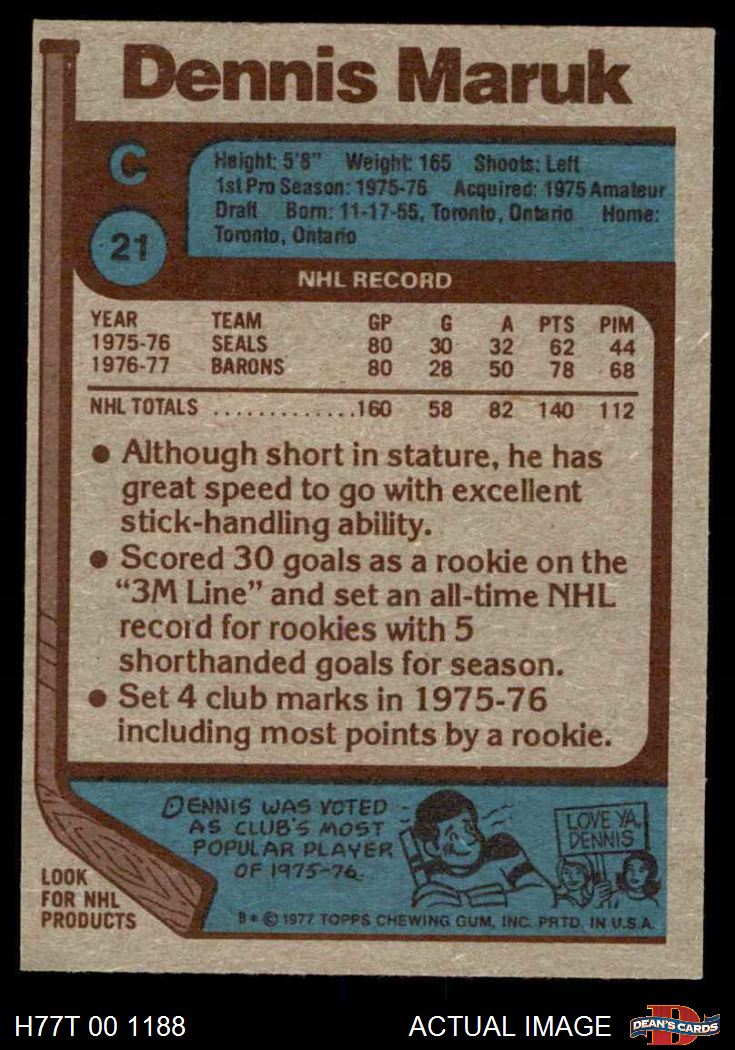 Dennis Maruk
C
Height: 5'8" Weight: 165 Shoots: Left
1st Pro Season: 1975-76 Acquired: 1975 Amateur
Draft Born: 11-17-55, Toronto, Ontario Home:
Toronto, Ontario
21
NHL RECORD
YEAR TEAM GP G A PTS PIM
1975-76 SEALS 80 30 32 62 44
1976-77 BARONS 80 28 50 78 68
NHL TOTALS .............160 58 82 140 112
● Although short in stature, he has
great speed to go with excellent
stick-handling ability.
● Scored 30 goals as a rookie on the
“3M Line” and set an all-time NHL
record for rookies with 5
shorthanded goals for season.
● Set 4 club marks in 1975-76
including most points by a rookie.
DENNIS WAS VOTED
AS CLUB'S MOST
POPULAR PLAYER
OF 1975-76.
LOVE YA,
DENNIS
LOOK
FOR NHL
PRODUCTS
B* © 1977 TOPPS CHEWING GUM, INC. PRTD. IN U.S.A.
H77T 00 1188
ACTUAL IMAGE
DEAN'S CARDS